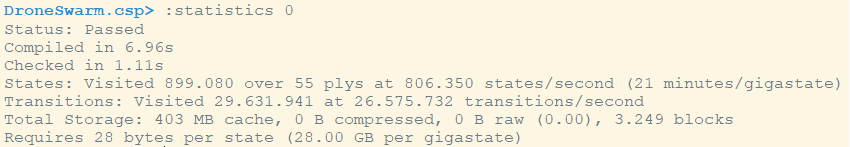 DroneSwarm.csp> :statistics 0
Status: Passed
Compiled in 6.96s
Checked in 1.11s
States: Visited 899.080 over 55 plys at 806.350 states/second (21 minutes/gigastate)
Transitions: Visited 29.631.941 at 26.575.732 transitions/second
Total Storage: 403 MB cache, 0 B compressed, 0 B raw (0.00), 3.249 blocks
Requires 28 bytes per state (28.00 GB per gigastate)